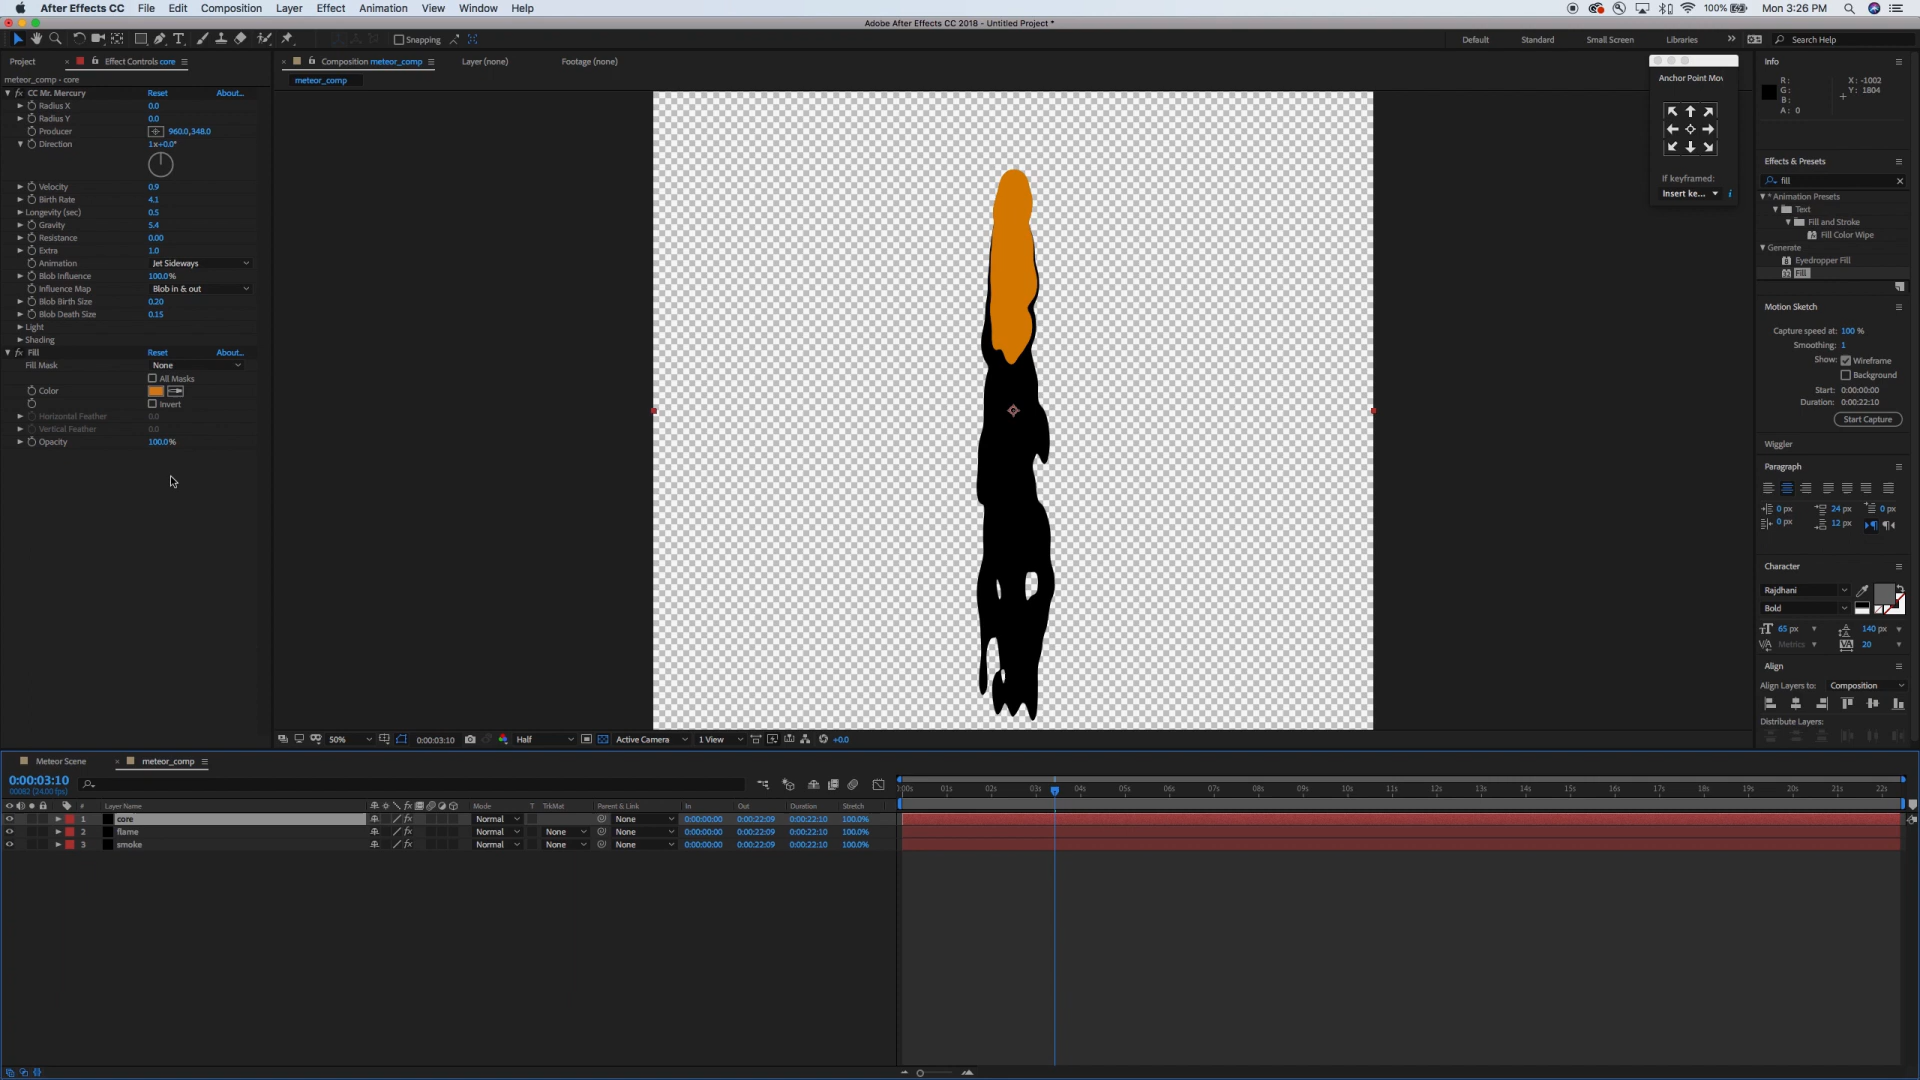 After Effects CC File Edit Composition Layer Effect Animation View Window Help
100% Mon 3:26 PM
Adobe After Effects CC 2018 - Untitled Project *
Snapping
Default Standard Small Screen Libraries Search Help
Project Effect Controls core
Composition meteor_comp Layer (none) Footage (none)
meteor_comp - core
meteor_comp
CC Mr. Mercury Reset About...
Radius X 0.0
Radius Y 0.0
Producer 960.0,348.0
Direction 1x+0.0°
Velocity 0.9
Birth Rate 4.1
Longevity (sec) 0.5
Gravity 5.4
Resistance 0.00
Extra 1.0
Animation Jet Sideways
Blob Influence 100.0%
Influence Map Blob in & out
Blob Birth Size 0.20
Blob Death Size 0.15
Light
Shading
Fill Reset About...
Fill Mask None
All Masks
Color
Invert
Horizontal Feather 0.0
Vertical Feather 0.0
Opacity 100.0%
Anchor Point Mov
If keyframed:
Insert ke...
Info
R: X: -1002
G: Y: 1804
B:
A: 0
Effects & Presets
fill
* Animation Presets
Text
Fill and Stroke
Fill Color Wipe
Generate
Eyedropper Fill
Fill
Motion Sketch
Capture speed at: 100 %
Smoothing: 1
Show: Wireframe
Background
Start: 0:00:00:00
Duration: 0:00:22:10
Start Capture
Wiggler
Paragraph
0 px 24 px 0 px
0 px 12 px
Character
Rajdhani
Bold
65 px 140 px
Metrics 20
Align
Align Layers to: Composition
Distribute Layers:
50% 0:00:03:10 Half Active Camera 1 View +0.0
Meteor Scene meteor_comp
0:00:03:10
00082 (24.00 fps)
# Layer Name Mode T TrkMat Parent & Link In Out Duration Stretch
1 core Normal None 0:00:00:00 0:00:22:09 0:00:22:10 100.0%
2 flame Normal None None 0:00:00:00 0:00:22:09 0:00:22:10 100.0%
3 smoke Normal None None 0:00:00:00 0:00:22:09 0:00:22:10 100.0%
:00s 01s 02s 03s 04s 05s 06s 07s 08s 09s 10s 11s 12s 13s 14s 15s 16s 17s 18s 19s 20s 21s 22s